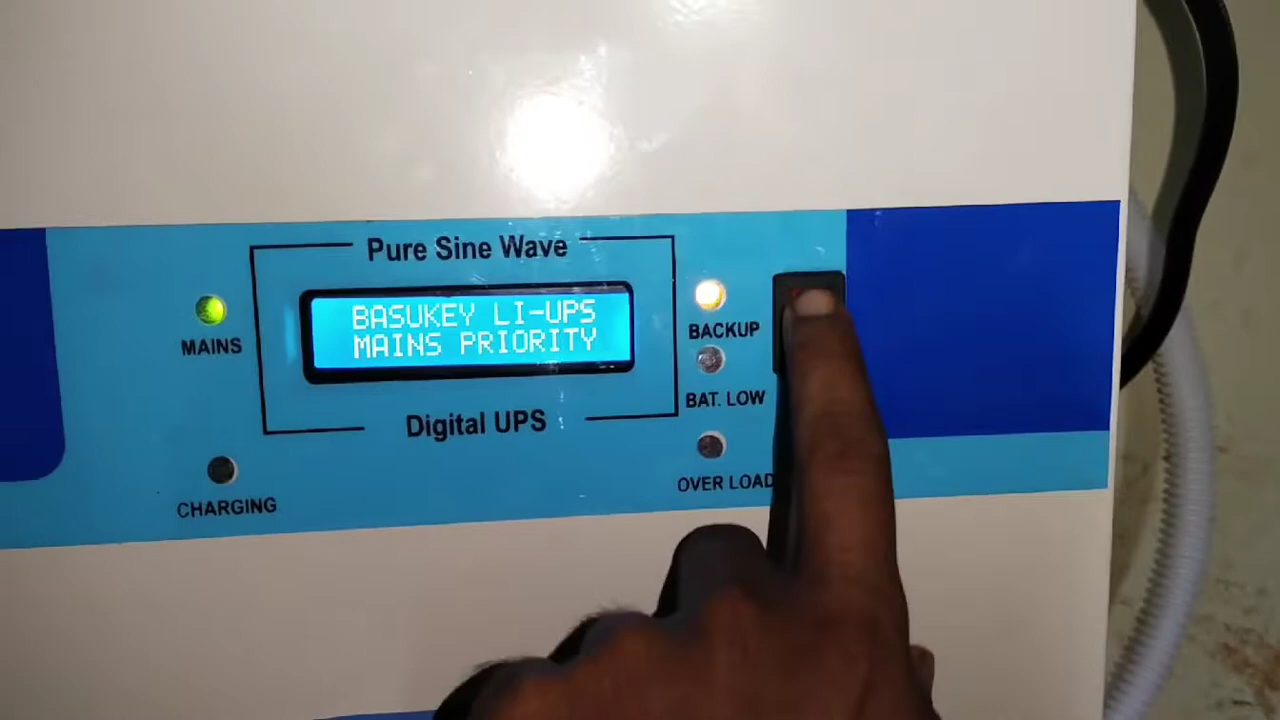 Pure Sine Wave
BASUKEY LI-UPS
MAINS PRIORITY
Digital UPS
MAINS
CHARGING
BACKUP
BAT. LOW
OVER LOAD